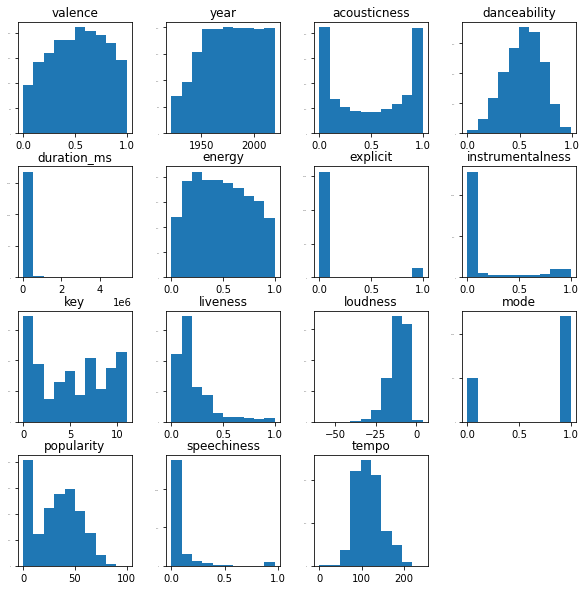 valence year acousticness danceability
0.0 0.5 1.0 1950 2000 0.0 0.5 1.0 0.0 0.5 1.0
duration_ms energy explicit instrumentalness
0 2 4 0.0 0.5 1.0 0.0 0.5 1.0 0.0 0.5 1.0
1e6
key liveness loudness mode
0 5 10 0.0 0.5 1.0 −50 −25 0 0.0 0.5 1.0
popularity speechiness tempo
0 50 100 0.0 0.5 1.0 0 100 200